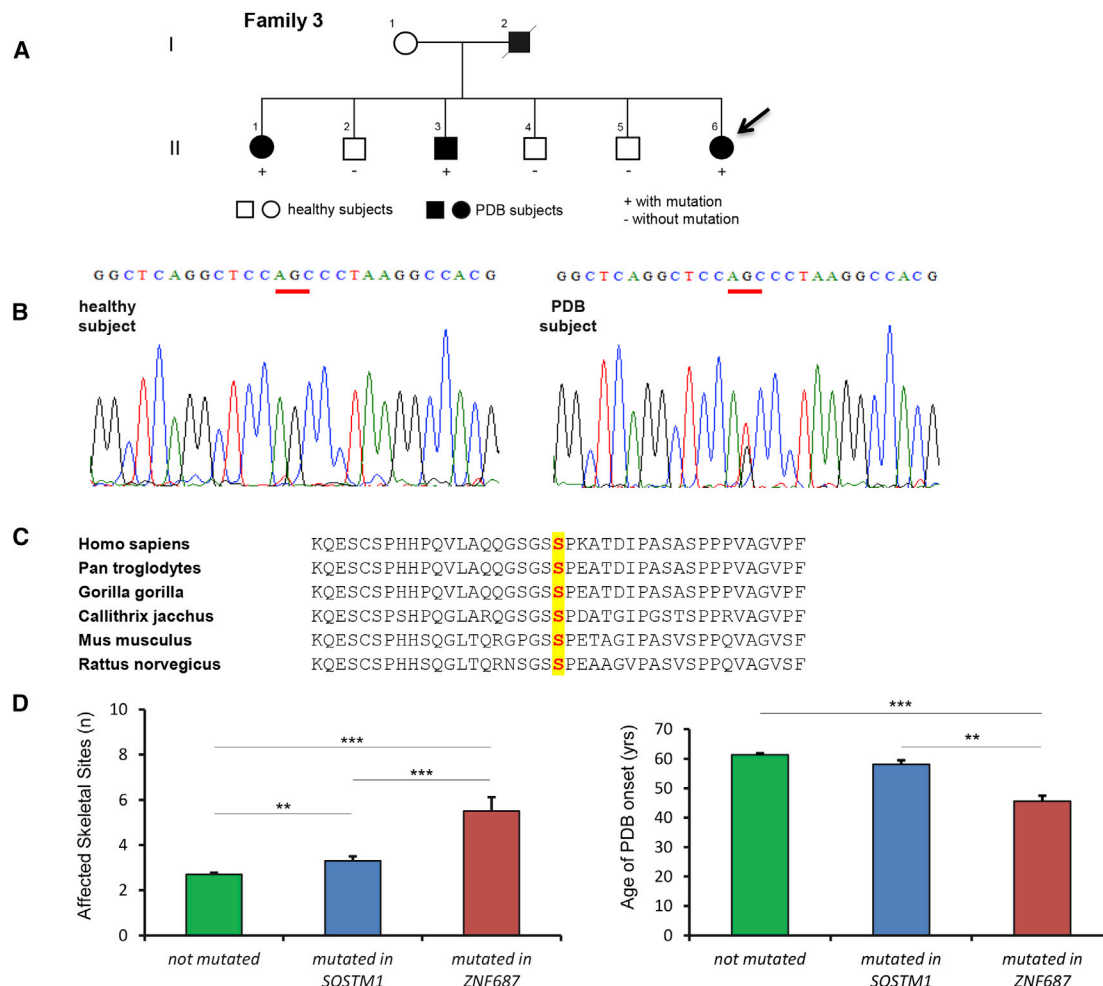 Family 3
A
I
1
2
II
1
2
3
4
5
6
+
-
+
-
-
+
healthy subjects
PDB subjects
+ with mutation
- without mutation
B
GGCTCAGGCTCCAGCCCTAAGGCCACG
healthy
subject
GGCTCAGGCTCCAGCCCTAAGGCCACG
PDB
subject
C
Homo sapiens KQESCSPHHPQVLAQQGSGSSPKATDIPASASPPPVAGVPF
Pan troglodytes KQESCSPHHPQVLAQQGSGSSPEATDIPASASPPPVAGVPF
Gorilla gorilla KQESCSPHHPQVLAQQGSGSSPEATDIPASASPPPVAGVPF
Callithrix jacchus KQESCSPSHPQGLARQGSGSSPDATGIPGSTSPPRVAGVPF
Mus musculus KQESCSPHHSQGLTQRGPGSSPETAGIPASVSPPQVAGVSF
Rattus norvegicus KQESCSPHHSQGLTQRNSGSSPEAAGVPASVSPPQVAGVSF
D
Affected Skeletal Sites (n)
10
8
6
4
2
0
***
***
**
not mutated
mutated in
SQSTM1
mutated in
ZNF687
Age of PDB onset (yrs)
70
60
50
40
30
20
10
0
***
**
not mutated
mutated in
SQSTM1
mutated in
ZNF687